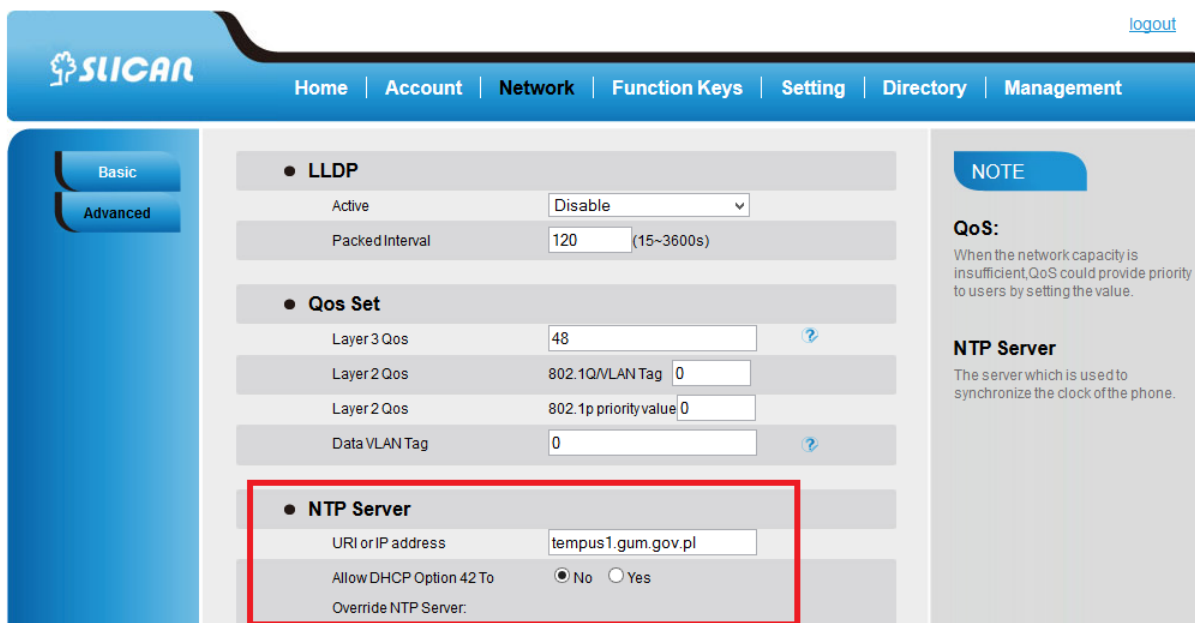 logout
SLICAN
Home Account Network Function Keys Setting Directory Management
Basic
Advanced
LLDP
Active Disable
Packed Interval 120 (15~3600s)
Qos Set
Layer 3 Qos 48
Layer 2 Qos 802.1Q/VLAN Tag 0
Layer 2 Qos 802.1p priority value 0
Data VLAN Tag 0
NTP Server
URI or IP address tempus1.gum.gov.pl
Allow DHCP Option 42 To No Yes
Override NTP Server:
NOTE
QoS:
When the network capacity is
insufficient,QoS could provide priority
to users by setting the value.
NTP Server
The server which is used to
synchronize the clock of the phone.